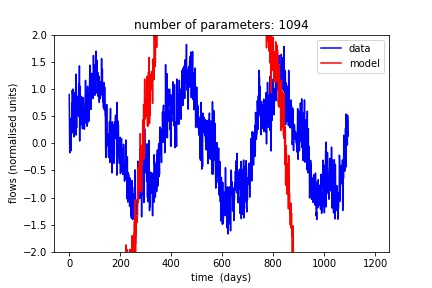 number of parameters: 1094
2.0
1.5
1.0
0.5
0.0
−0.5
−1.0
−1.5
−2.0
flows (normalised units)
data
model
0 200 400 600 800 1000 1200
time (days)